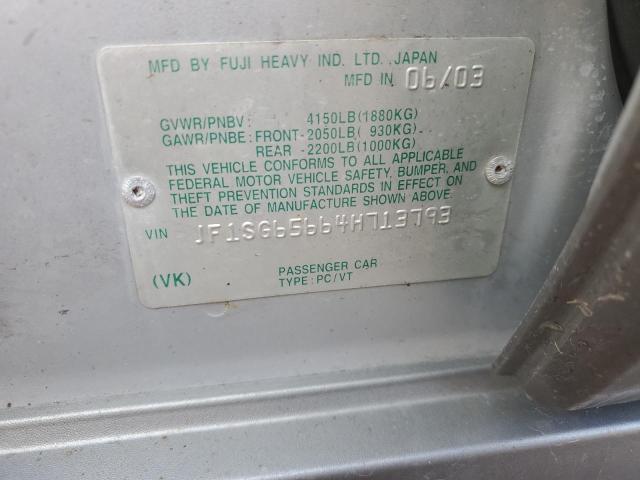 MFD BY FUJI HEAVY IND. LTD. JAPAN
MFD IN 06/03
GVWR/PNBV: 4150LB(1880KG)
GAWR/PNBE: FRONT-2050LB( 930KG)
REAR -2200LB(1000KG)
THIS VEHICLE CONFORMS TO ALL APPLICABLE
FEDERAL MOTOR VEHICLE SAFETY, BUMPER, AND
THEFT PREVENTION STANDARDS IN EFFECT ON
THE DATE OF MANUFACTURE SHOWN ABOVE.
VIN JF1SG65664H713793
PASSENGER CAR
(VK) TYPE: PC/VT